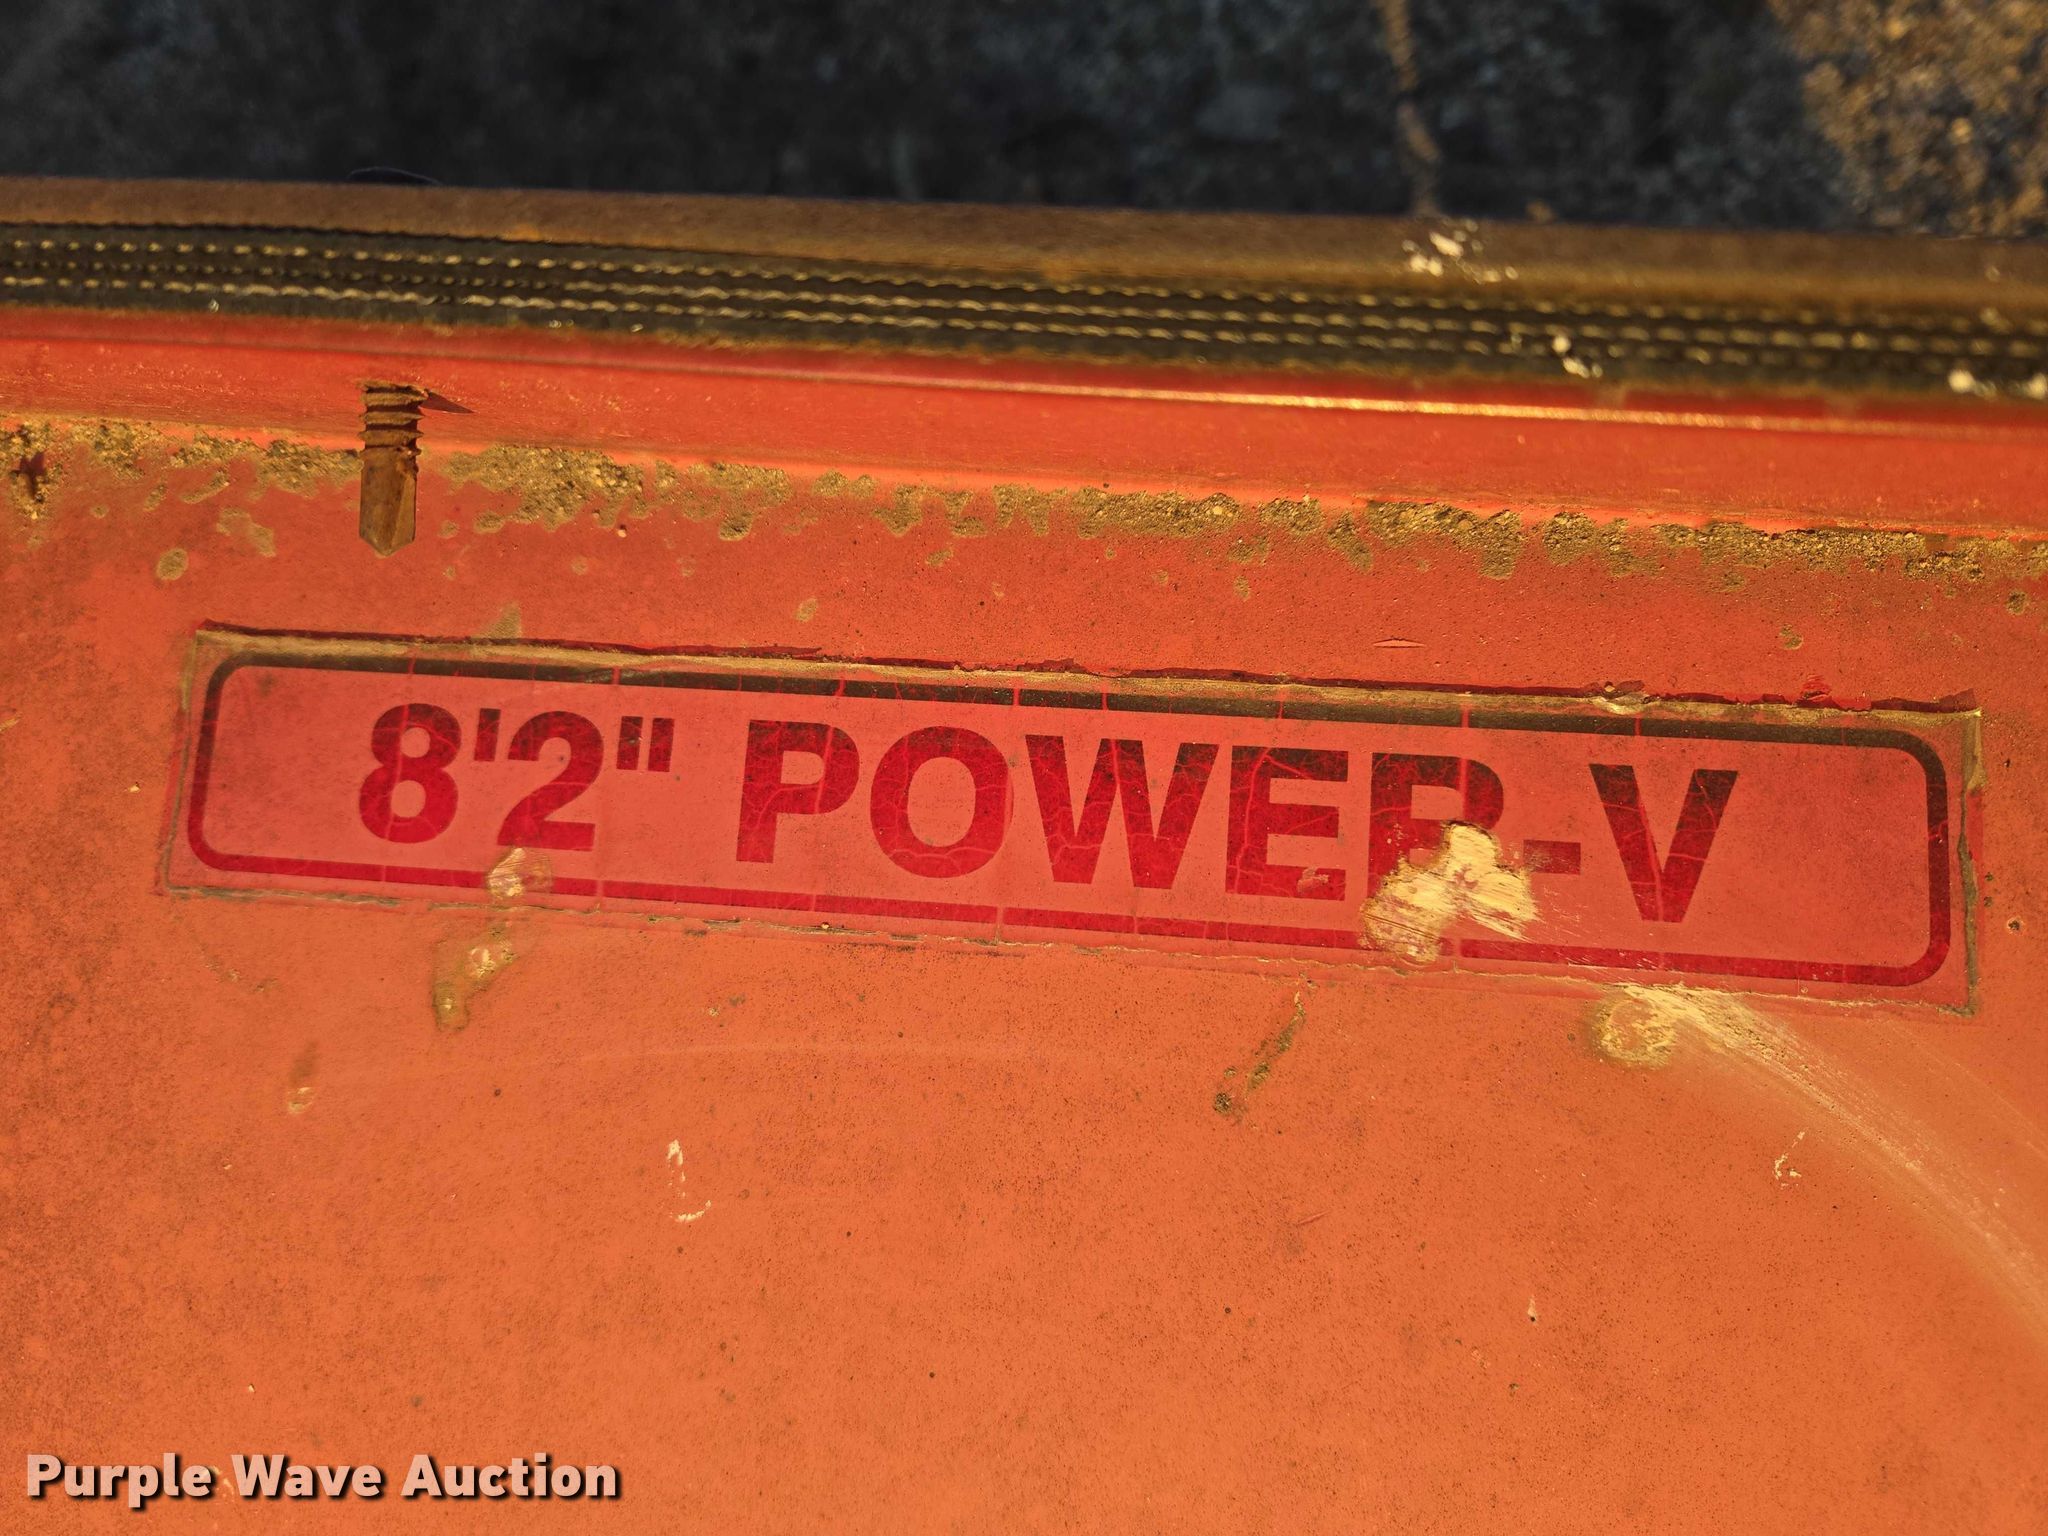 8'2" POWER-V
Purple Wave Auction